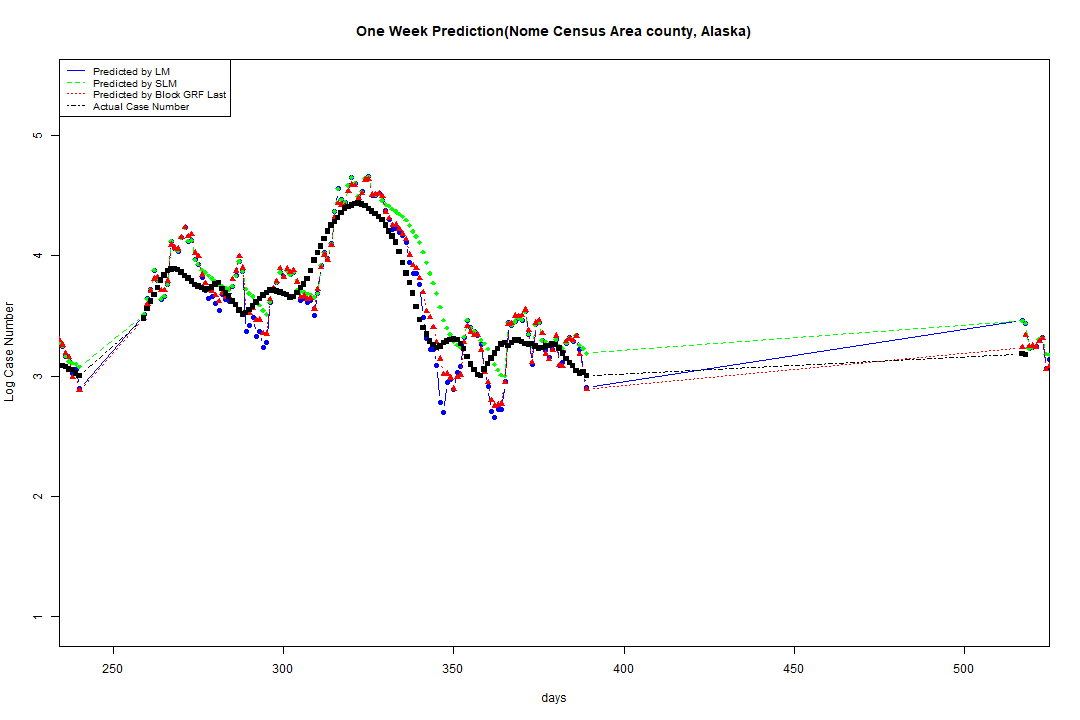 One Week Prediction(Nome Census Area county, Alaska)
Predicted by LM
Predicted by SLM
Predicted by Block GRF Last
Actual Case Number
Log Case Number
5
4
3
2
1
250 300 350 400 450 500
days